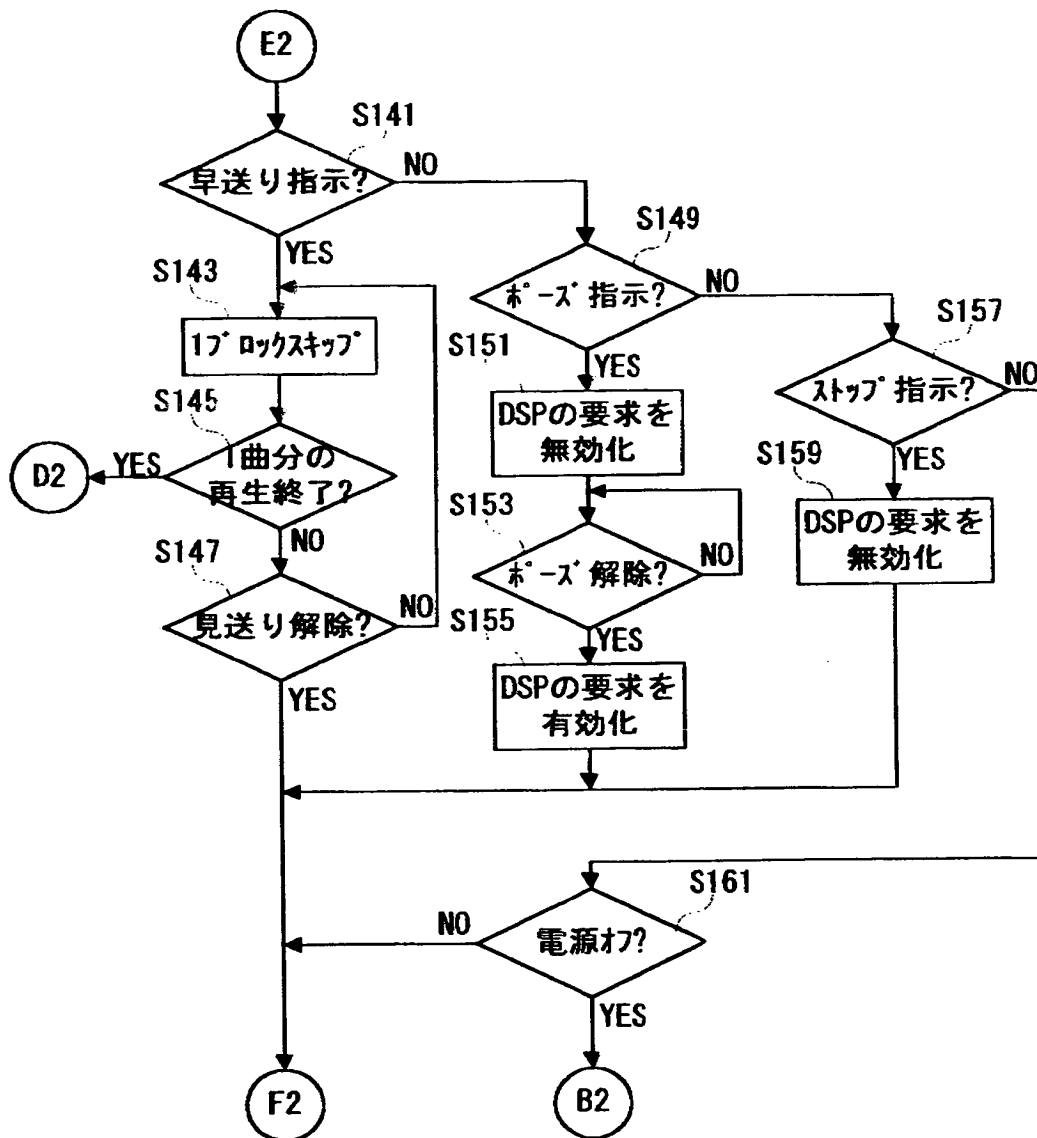 E2
S141
早送り指示?
NO
YES
S143
1ﾌﾞﾛｯｸｽｷｯﾌﾟ
S145
1曲分の
再生終了?
YES
D2
NO
S147
見送り解除?
NO
YES
S149
ﾎﾟｰｽﾞ指示?
NO
YES
S151
DSPの要求を
無効化
S153
ﾎﾟｰｽﾞ解除?
NO
YES
S155
DSPの要求を
有効化
S157
ｽﾄｯﾌﾟ指示?
NO
YES
S159
DSPの要求を
無効化
S161
電源ｵﾌ?
NO
YES
F2
B2